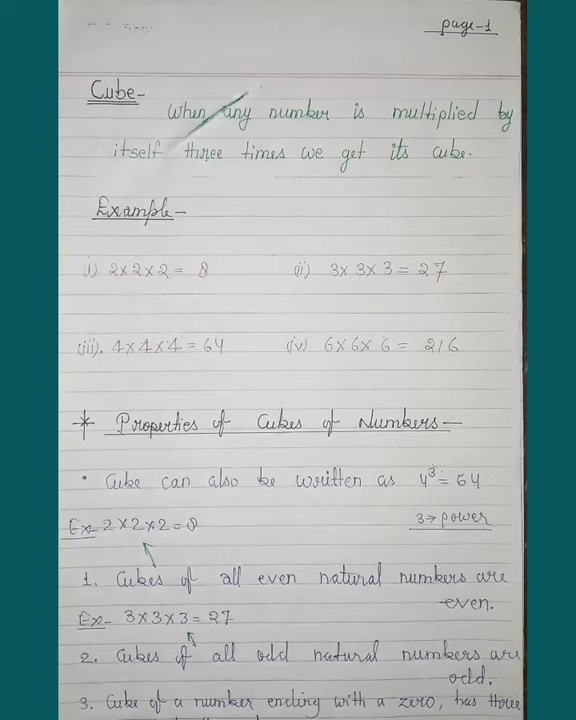 page-1
Cube-
When any number is multiplied by
itself three times we get its cube.
Example-
(i) 2×2×2= 8 (ii) 3×3×3=27
(iii). 4×4×4=64 (iv) 6×6×6= 216
* Properties of Cubes of Numbers-
• Cube can also be written as 4³=64
Ex- 2×2×2=8 3→power
1. Cubes of all even natural numbers are
-even.
Ex- 3×3×3=27
2. Cubes of all odd natural numbers are
odd.
3. Cube of a number ending with a zero, has three